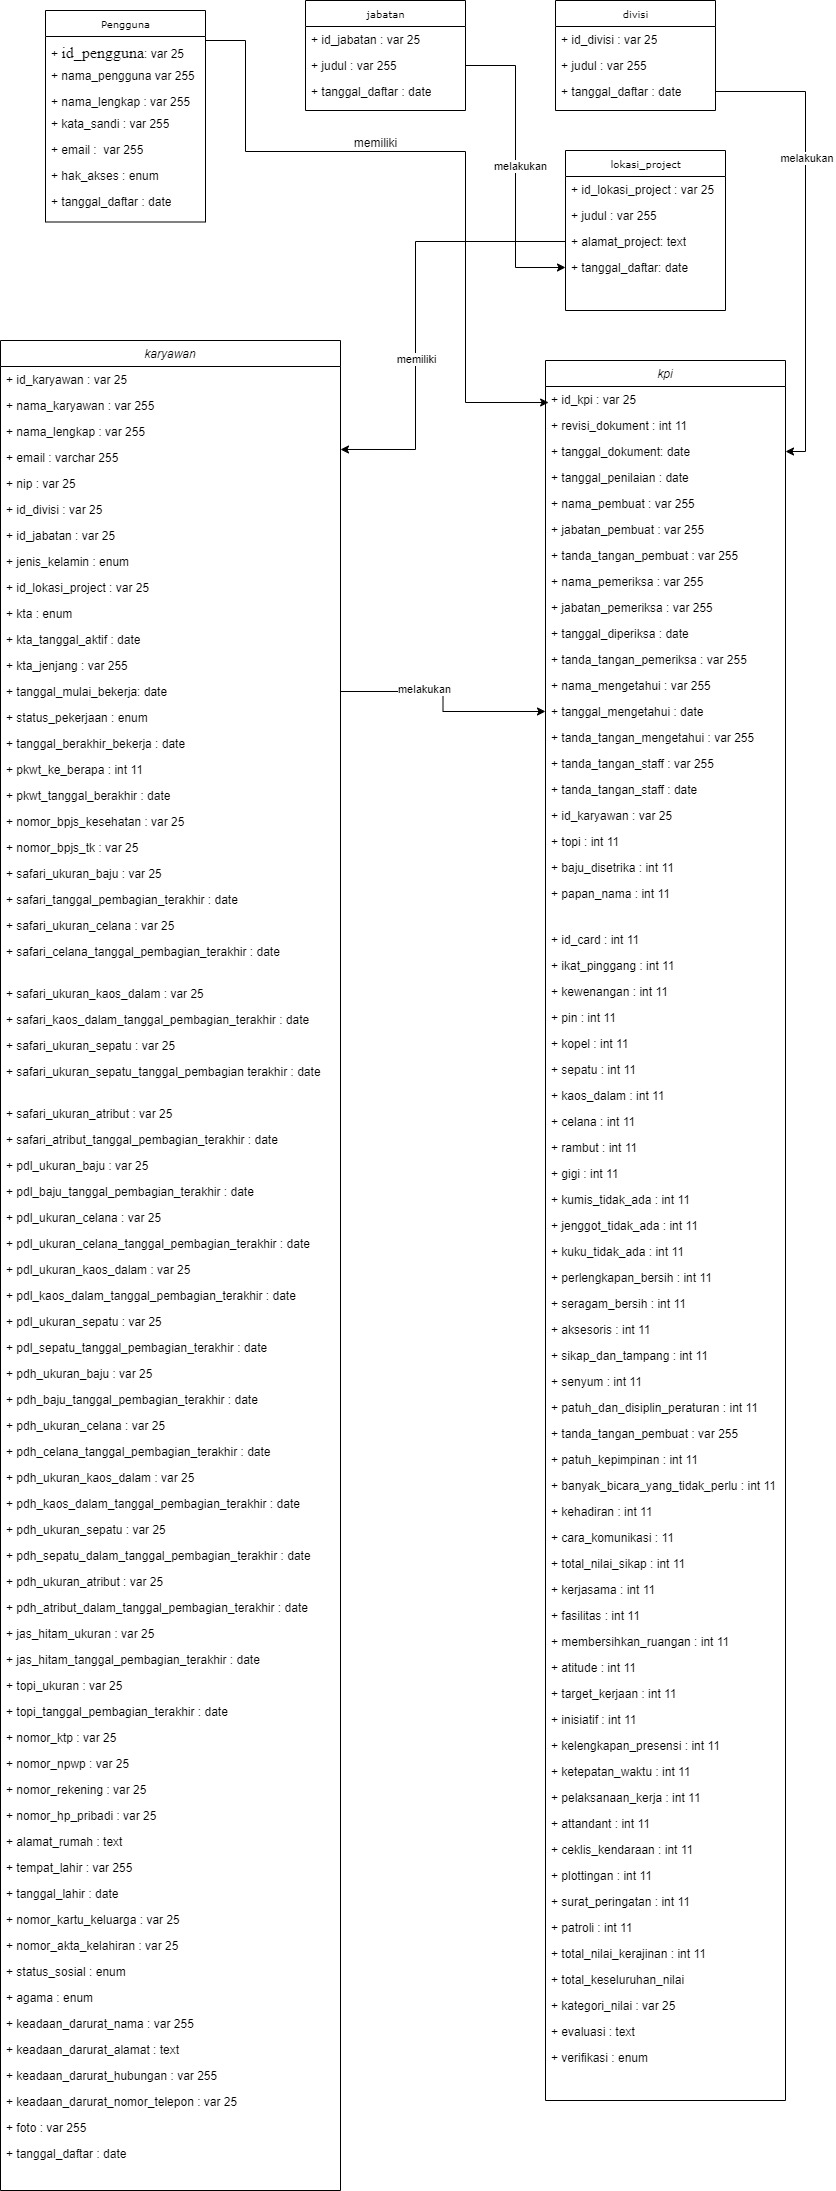 Pengguna
+ id_pengguna: var 25
+ nama_pengguna var 255
+ nama_lengkap : var 255
+ kata_sandi : var 255
+ email :  var 255
+ hak_akses : enum
+ tanggal_daftar : date
jabatan
+ id_jabatan : var 25
+ judul : var 255
+ tanggal_daftar : date
divisi
+ id_divisi : var 25
+ judul : var 255
+ tanggal_daftar : date
memiliki
melakukan
melakukan
lokasi_project
+ id_lokasi_project : var 25
+ judul : var 255
+ alamat_project: text
+ tanggal_daftar: date
memiliki
karyawan
+ id_karyawan : var 25
+ nama_karyawan : var 255
+ nama_lengkap : var 255
+ email : varchar 255
+ nip : var 25
+ id_divisi : var 25
+ id_jabatan : var 25
+ jenis_kelamin : enum
+ id_lokasi_project : var 25
+ kta : enum
+ kta_tanggal_aktif : date
+ kta_jenjang : var 255
+ tanggal_mulai_bekerja: date
+ status_pekerjaan : enum
+ tanggal_berakhir_bekerja : date
+ pkwt_ke_berapa : int 11
+ pkwt_tanggal_berakhir : date
+ nomor_bpjs_kesehatan : var 25
+ nomor_bpjs_tk : var 25
+ safari_ukuran_baju : var 25
+ safari_tanggal_pembagian_terakhir : date
+ safari_ukuran_celana : var 25
+ safari_celana_tanggal_pembagian_terakhir : date
+ safari_ukuran_kaos_dalam : var 25
+ safari_kaos_dalam_tanggal_pembagian_terakhir : date
+ safari_ukuran_sepatu : var 25
+ safari_ukuran_sepatu_tanggal_pembagian terakhir : date
+ safari_ukuran_atribut : var 25
+ safari_atribut_tanggal_pembagian_terakhir : date
+ pdl_ukuran_baju : var 25
+ pdl_baju_tanggal_pembagian_terakhir : date
+ pdl_ukuran_celana : var 25
+ pdl_ukuran_celana_tanggal_pembagian_terakhir : date
+ pdl_ukuran_kaos_dalam : var 25
+ pdl_kaos_dalam_tanggal_pembagian_terakhir : date
+ pdl_ukuran_sepatu : var 25
+ pdl_sepatu_tanggal_pembagian_terakhir : date
+ pdh_ukuran_baju : var 25
+ pdh_baju_tanggal_pembagian_terakhir : date
+ pdh_ukuran_celana : var 25
+ pdh_celana_tanggal_pembagian_terakhir : date
+ pdh_ukuran_kaos_dalam : var 25
+ pdh_kaos_dalam_tanggal_pembagian_terakhir : date
+ pdh_ukuran_sepatu : var 25
+ pdh_sepatu_dalam_tanggal_pembagian_terakhir : date
+ pdh_ukuran_atribut : var 25
+ pdh_atribut_dalam_tanggal_pembagian_terakhir : date
+ jas_hitam_ukuran : var 25
+ jas_hitam_tanggal_pembagian_terakhir : date
+ topi_ukuran : var 25
+ topi_tanggal_pembagian_terakhir : date
+ nomor_ktp : var 25
+ nomor_npwp : var 25
+ nomor_rekening : var 25
+ nomor_hp_pribadi : var 25
+ alamat_rumah : text
+ tempat_lahir : var 255
+ tanggal_lahir : date
+ nomor_kartu_keluarga : var 25
+ nomor_akta_kelahiran : var 25
+ status_sosial : enum
+ agama : enum
+ keadaan_darurat_nama : var 255
+ keadaan_darurat_alamat : text
+ keadaan_darurat_hubungan : var 255
+ keadaan_darurat_nomor_telepon : var 25
+ foto : var 255
+ tanggal_daftar : date
melakukan
kpi
+ id_kpi : var 25
+ revisi_dokument : int 11
+ tanggal_dokument: date
+ tanggal_penilaian : date
+ nama_pembuat : var 255
+ jabatan_pembuat : var 255
+ tanda_tangan_pembuat : var 255
+ nama_pemeriksa : var 255
+ jabatan_pemeriksa : var 255
+ tanggal_diperiksa : date
+ tanda_tangan_pemeriksa : var 255
+ nama_mengetahui : var 255
+ tanggal_mengetahui : date
+ tanda_tangan_mengetahui : var 255
+ tanda_tangan_staff : var 255
+ tanda_tangan_staff : date
+ id_karyawan : var 25
+ topi : int 11
+ baju_disetrika : int 11
+ papan_nama : int 11
+ id_card : int 11
+ ikat_pinggang : int 11
+ kewenangan : int 11
+ pin : int 11
+ kopel : int 11
+ sepatu : int 11
+ kaos_dalam : int 11
+ celana : int 11
+ rambut : int 11
+ gigi : int 11
+ kumis_tidak_ada : int 11
+ jenggot_tidak_ada : int 11
+ kuku_tidak_ada : int 11
+ perlengkapan_bersih : int 11
+ seragam_bersih : int 11
+ aksesoris : int 11
+ sikap_dan_tampang : int 11
+ senyum : int 11
+ patuh_dan_disiplin_peraturan : int 11
+ tanda_tangan_pembuat : var 255
+ patuh_kepimpinan : int 11
+ banyak_bicara_yang_tidak_perlu : int 11
+ kehadiran : int 11
+ cara_komunikasi : 11
+ total_nilai_sikap : int 11
+ kerjasama : int 11
+ fasilitas : int 11
+ membersihkan_ruangan : int 11
+ atitude : int 11
+ target_kerjaan : int 11
+ inisiatif : int 11
+ kelengkapan_presensi : int 11
+ ketepatan_waktu : int 11
+ pelaksanaan_kerja : int 11
+ attandant : int 11
+ ceklis_kendaraan : int 11
+ plottingan : int 11
+ surat_peringatan : int 11
+ patroli : int 11
+ total_nilai_kerajinan : int 11
+ total_keseluruhan_nilai
+ kategori_nilai : var 25
+ evaluasi : text
+ verifikasi : enum